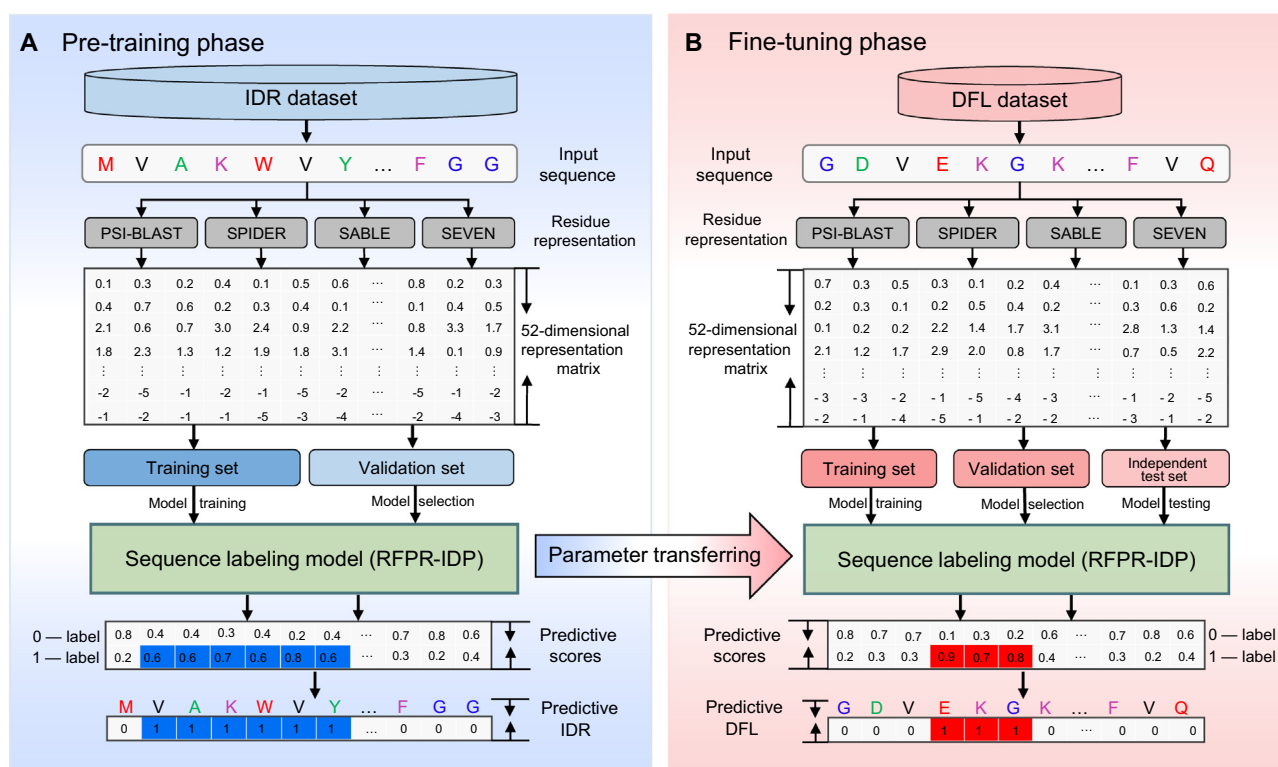 A Pre-training phase
IDR dataset
M V A K W V Y … F G G
Input
sequence
PSI-BLAST SPIDER SABLE SEVEN
Residue
representation
0.1 0.3 0.2 0.4 0.1 0.5 0.6 ... 0.8 0.2 0.3
0.4 0.7 0.6 0.2 0.3 0.4 0.1 ... 0.1 0.4 0.5
2.1 0.6 0.7 3.0 2.4 0.9 2.2 ... 0.8 3.3 1.7
1.8 2.3 1.3 1.2 1.9 1.8 3.1 ... 1.4 0.1 0.9
⋮ ⋮ ⋮ ⋮ ⋮ ⋮ ⋮ ⋮ ⋮ ⋮ ⋮
-2 -5 -1 -2 -1 -5 -2 ... -5 -1 -2
-1 -2 -1 -1 -5 -3 -4 ... -2 -4 -3
52-dimensional
representation
matrix
Training set Validation set
Model training Model selection
Sequence labeling model (RFPR-IDP)
0 — label 0.8 0.4 0.4 0.3 0.4 0.2 0.4 ... 0.7 0.8 0.6
1 — label 0.2 0.6 0.6 0.7 0.6 0.8 0.6 ... 0.3 0.2 0.4
Predictive
scores
M V A K W V Y ... F G G
0 1 1 1 1 1 1 ... 0 0 0
Predictive
IDR
Parameter transferring
B Fine-tuning phase
DFL dataset
Input
sequence
G D V E K G K ... F V Q
Residue
representation
PSI-BLAST SPIDER SABLE SEVEN
0.7 0.3 0.5 0.3 0.1 0.2 0.4 ... 0.1 0.3 0.6
0.2 0.3 0.1 0.2 0.5 0.4 0.2 ... 0.3 0.6 0.2
0.1 0.2 0.2 2.2 1.4 1.7 3.1 ... 2.8 1.3 1.4
2.1 1.2 1.7 2.9 2.0 0.8 1.7 ... 0.7 0.5 2.2
⋮ ⋮ ⋮ ⋮ ⋮ ⋮ ⋮ ⋮ ⋮ ⋮ ⋮
- 3 - 3 - 2 - 1 - 5 - 4 - 3 ... - 1 - 2 - 5
- 2 - 1 - 4 - 5 - 1 - 2 - 2 ... - 3 - 1 - 2
52-dimensional
representation
matrix
Training set Validation set Independent
test set
Model training Model selection Model testing
Sequence labeling model (RFPR-IDP)
Predictive
scores
0.8 0.7 0.7 0.1 0.3 0.2 0.6 ... 0.7 0.8 0.6 0 — label
0.2 0.3 0.3 0.9 0.7 0.8 0.4 ... 0.3 0.2 0.4 1 — label
Predictive
DFL
G D V E K G K ... F V Q
0 0 0 1 1 1 0 ... 0 0 0